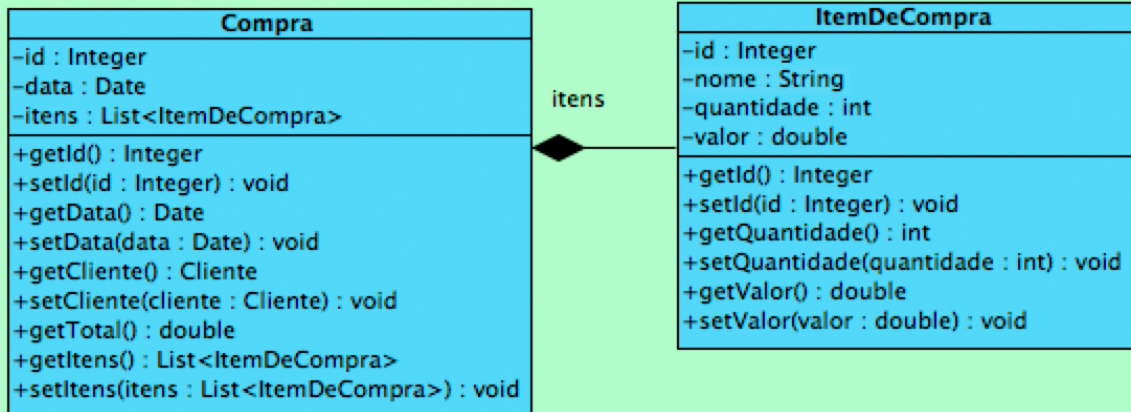 Compra
-id : Integer
-data : Date
-itens : List<ItemDeCompra>
+getId() : Integer
+setId(id : Integer) : void
+getData() : Date
+setData(data : Date) : void
+getCliente() : Cliente
+setCliente(cliente : Cliente) : void
+getTotal() : double
+getItens() : List<ItemDeCompra>
+setItens(itens : List<ItemDeCompra>) : void
itens
ItemDeCompra
-id : Integer
-nome : String
-quantidade : int
-valor : double
+getId() : Integer
+setId(id : Integer) : void
+getQuantidade() : int
+setQuantidade(quantidade : int) : void
+getValor() : double
+setValor(valor : double) : void